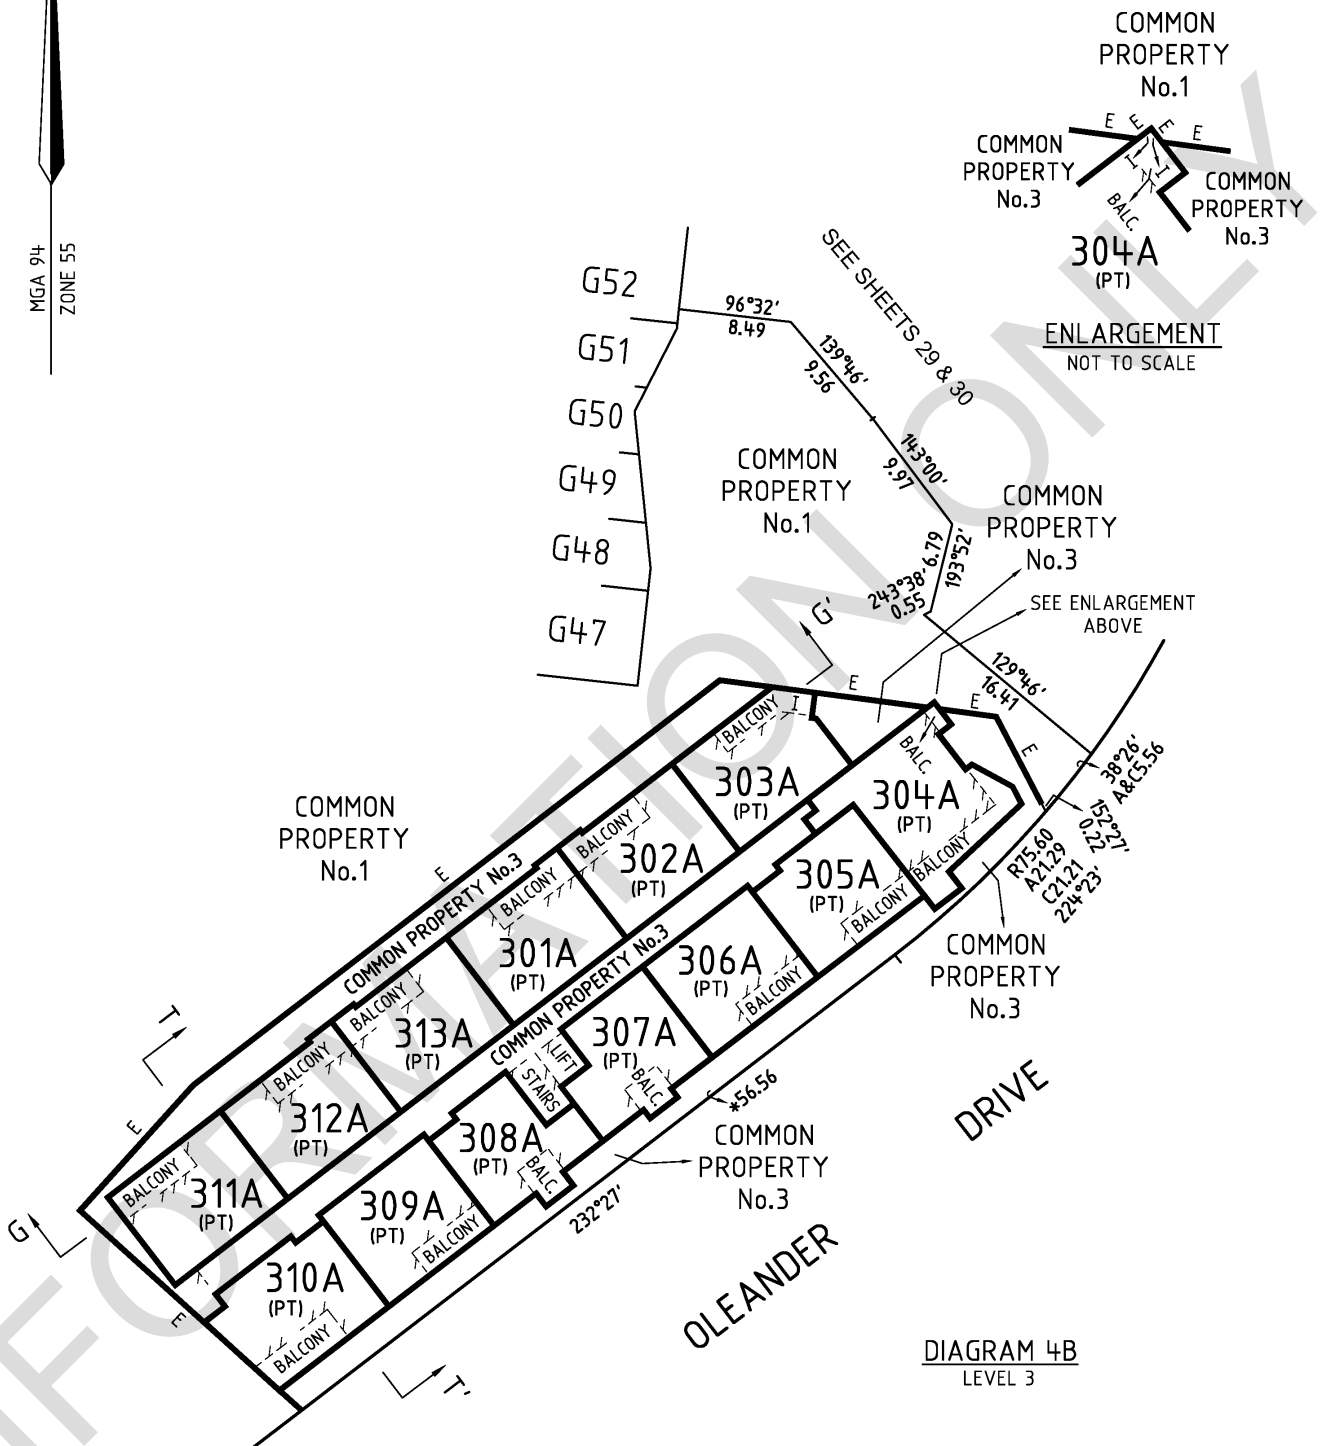 COMMON
PROPERTY
No.1
E
E
E
E
COMMON
PROPERTY
No.3
I
I
COMMON
PROPERTY
No.3
BALC.
304A
(PT)
ENLARGEMENT
NOT TO SCALE
MGA 94
ZONE 55
SEE SHEETS 29 & 30
G52
G51
G50
G49
G48
G47
96°32'
8.49
139°46'
9.56
143°00'
9.97
COMMON
PROPERTY
No.1
COMMON
PROPERTY
No.3
6.79
193°52'
243°38'
0.55
SEE ENLARGEMENT
ABOVE
G'
129°46'
16.41
E
E
E
38°26'
A&C5.56
152°27'
0.22
R75.60
A21.29
C21.21
224°23'
BALCONY
I
303A
(PT)
BALC.
304A
(PT)
BALCONY
COMMON
PROPERTY
No.1
E
COMMON PROPERTY No.3
BALCONY
302A
(PT)
305A
(PT)
BALCONY
BALCONY
301A
(PT)
COMMON PROPERTY No.3
306A
(PT)
BALCONY
COMMON
PROPERTY
No.3
T
BALCONY
313A
(PT)
307A
(PT)
BALC.
LIFT
STAIRS
BALCONY
312A
(PT)
308A
(PT)
BALC.
*56.56
COMMON
PROPERTY
No.3
232°27'
DRIVE
OLEANDER
E
BALCONY
311A
(PT)
309A
(PT)
BALCONY
G
E
310A
(PT)
BALCONY
T'
DIAGRAM 4B
LEVEL 3
INFORMATION ONLY